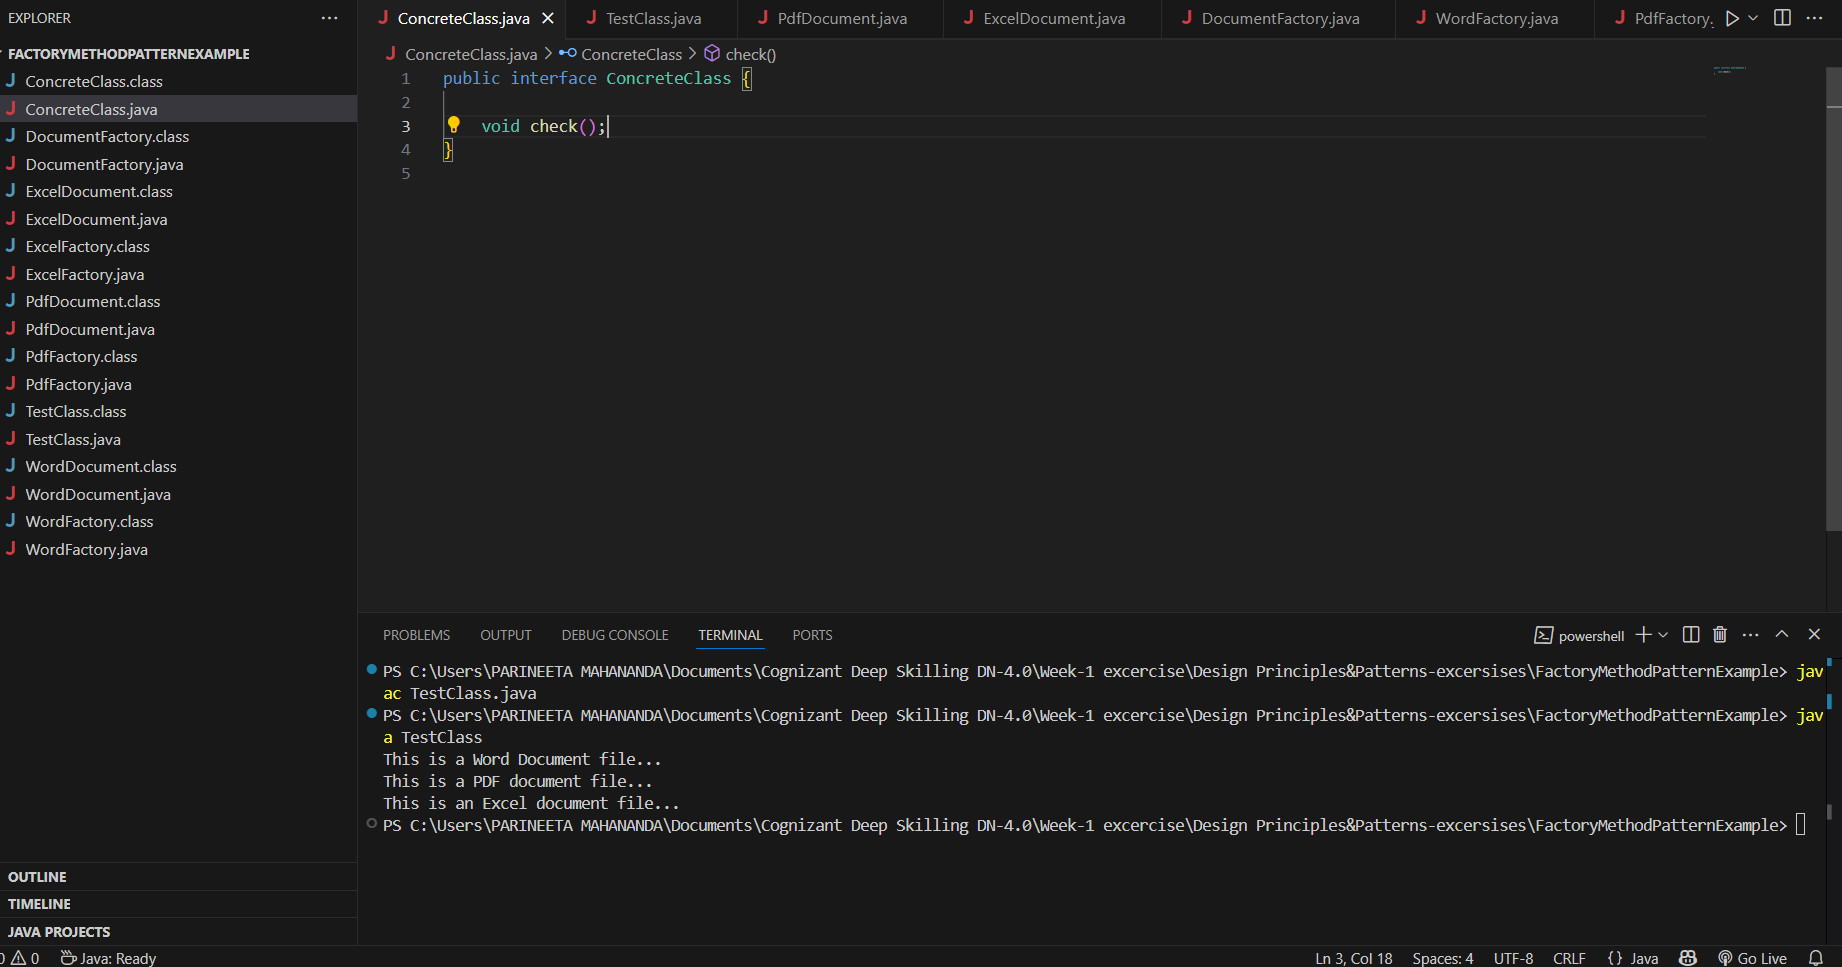 EXPLORER
FACTORYMETHODPATTERNEXAMPLE
J ConcreteClass.class
J ConcreteClass.java
J DocumentFactory.class
J DocumentFactory.java
J ExcelDocument.class
J ExcelDocument.java
J ExcelFactory.class
J ExcelFactory.java
J PdfDocument.class
J PdfDocument.java
J PdfFactory.class
J PdfFactory.java
J TestClass.class
J TestClass.java
J WordDocument.class
J WordDocument.java
J WordFactory.class
J WordFactory.java
OUTLINE
TIMELINE
JAVA PROJECTS
J ConcreteClass.java J TestClass.java J PdfDocument.java J ExcelDocument.java J DocumentFactory.java J WordFactory.java J PdfFactory.
J ConcreteClass.java > ConcreteClass > check()
1 public interface ConcreteClass {
2
3 void check();
4 }
5
PROBLEMS OUTPUT DEBUG CONSOLE TERMINAL PORTS powershell
PS C:\Users\PARINEETA MAHANANDA\Documents\Cognizant Deep Skilling DN-4.0\Week-1 excercise\Design Principles&Patterns-excersises\FactoryMethodPatternExample> jav
ac TestClass.java
PS C:\Users\PARINEETA MAHANANDA\Documents\Cognizant Deep Skilling DN-4.0\Week-1 excercise\Design Principles&Patterns-excersises\FactoryMethodPatternExample> jav
a TestClass
This is a Word Document file...
This is a PDF document file...
This is an Excel document file...
PS C:\Users\PARINEETA MAHANANDA\Documents\Cognizant Deep Skilling DN-4.0\Week-1 excercise\Design Principles&Patterns-excersises\FactoryMethodPatternExample>
0 0 Java: Ready Ln 3, Col 18 Spaces: 4 UTF-8 CRLF {} Java Go Live